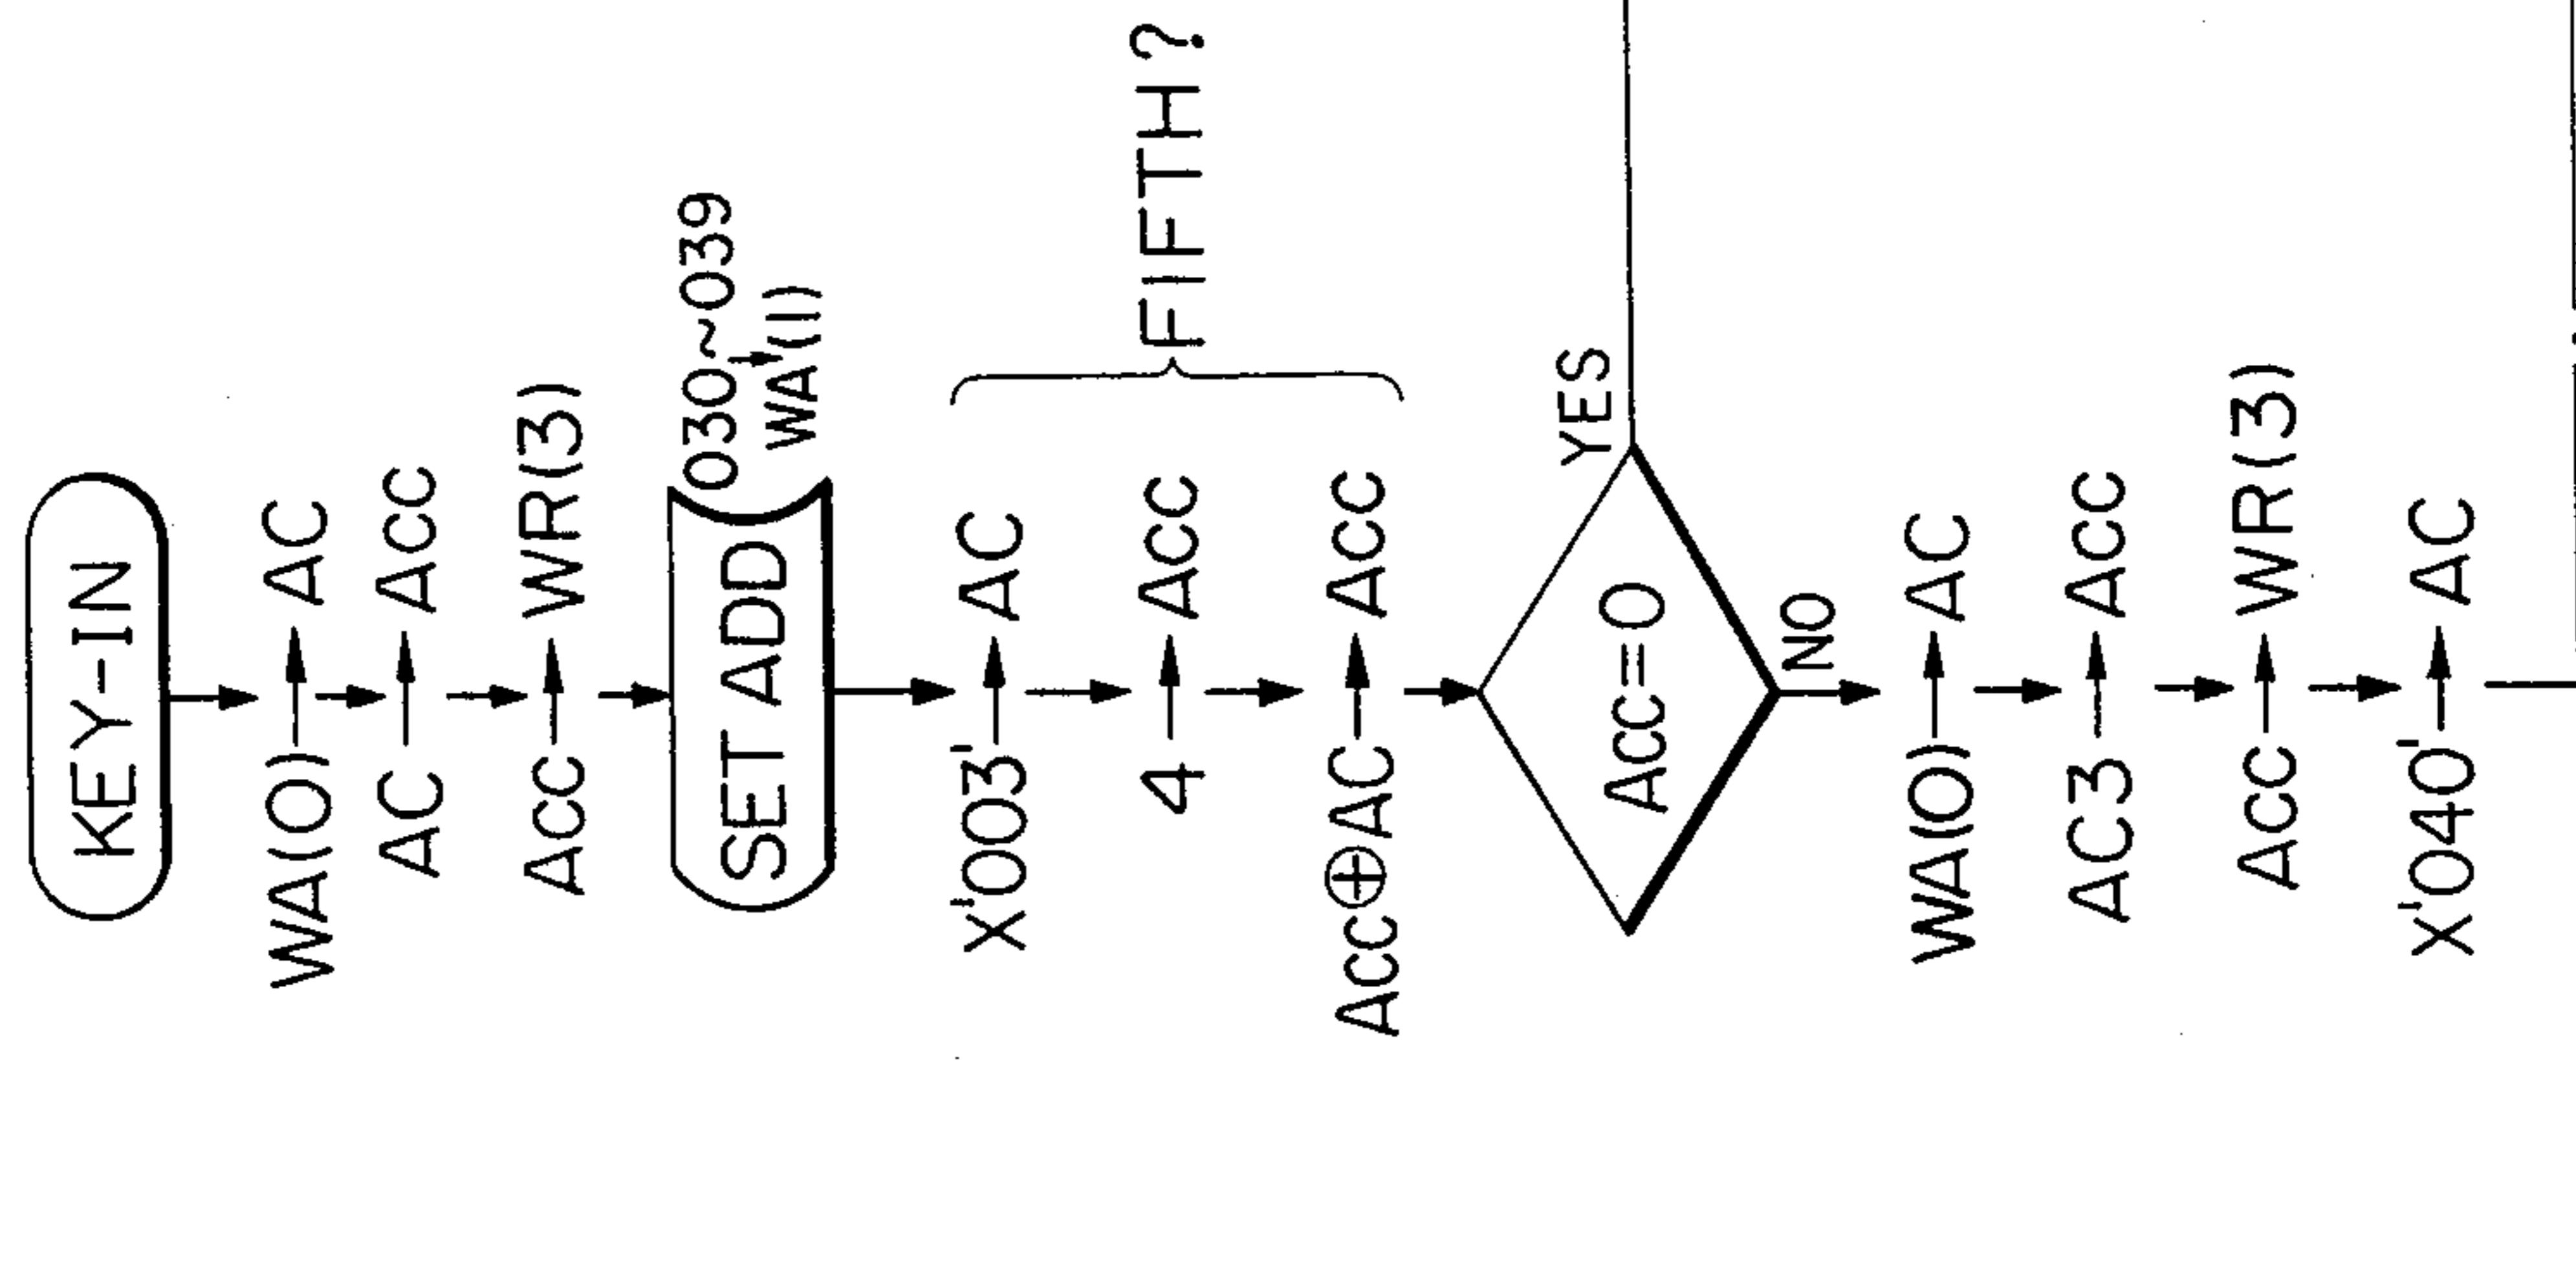 KEY-IN
WA(0)→AC
AC→Acc
Acc→WR(3)
SET ADD
030~039
↓
WA(1)
X'003'→AC
4→Acc
Acc⊕AC→Acc
FIFTH?
Acc=0
YES
NO
WA(0)→AC
AC3→Acc
Acc→WR(3)
X'040'→AC